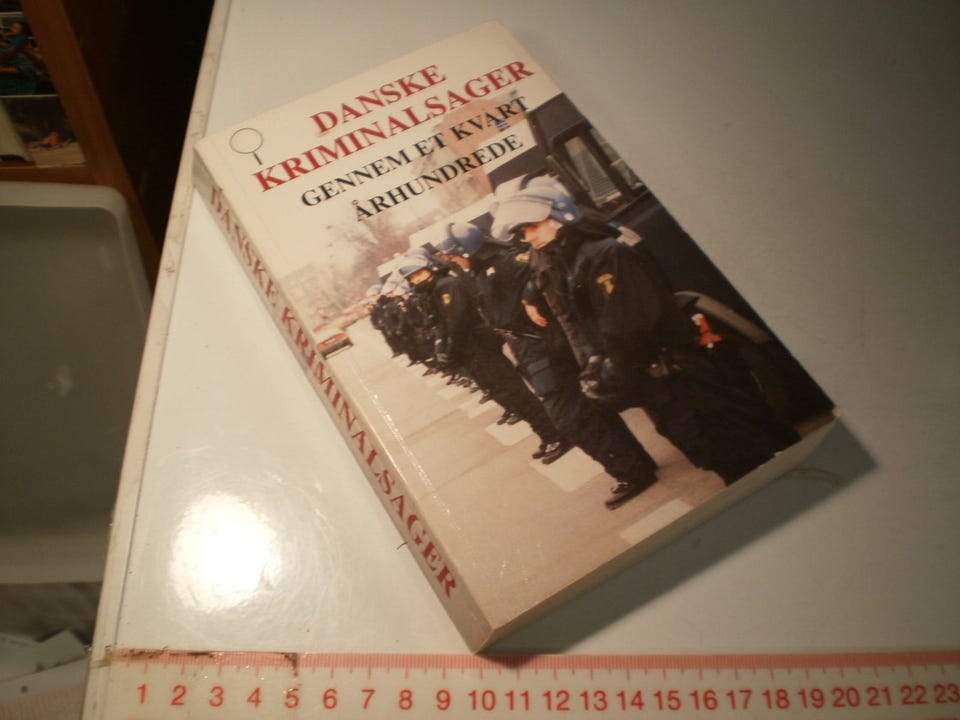 DANSKE
KRIMINALSAGER
GENNEM ET KVART
ÅRHUNDREDE
DANSKE KRIMINALSAGER
1 2 3 4 5 6 7 8 9 10 11 12 13 14 15 16 17 18 19 20 21 22 23